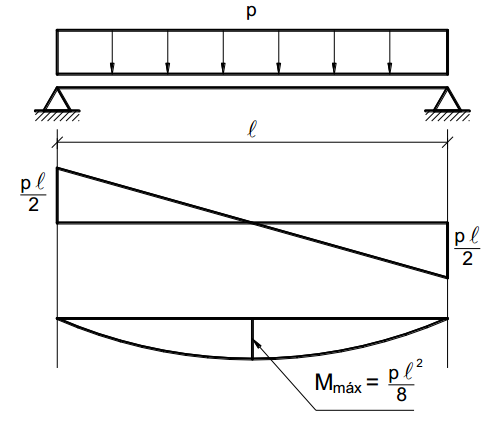 p
ℓ
pℓ/2
pℓ/2
Mmáx = pℓ²/8